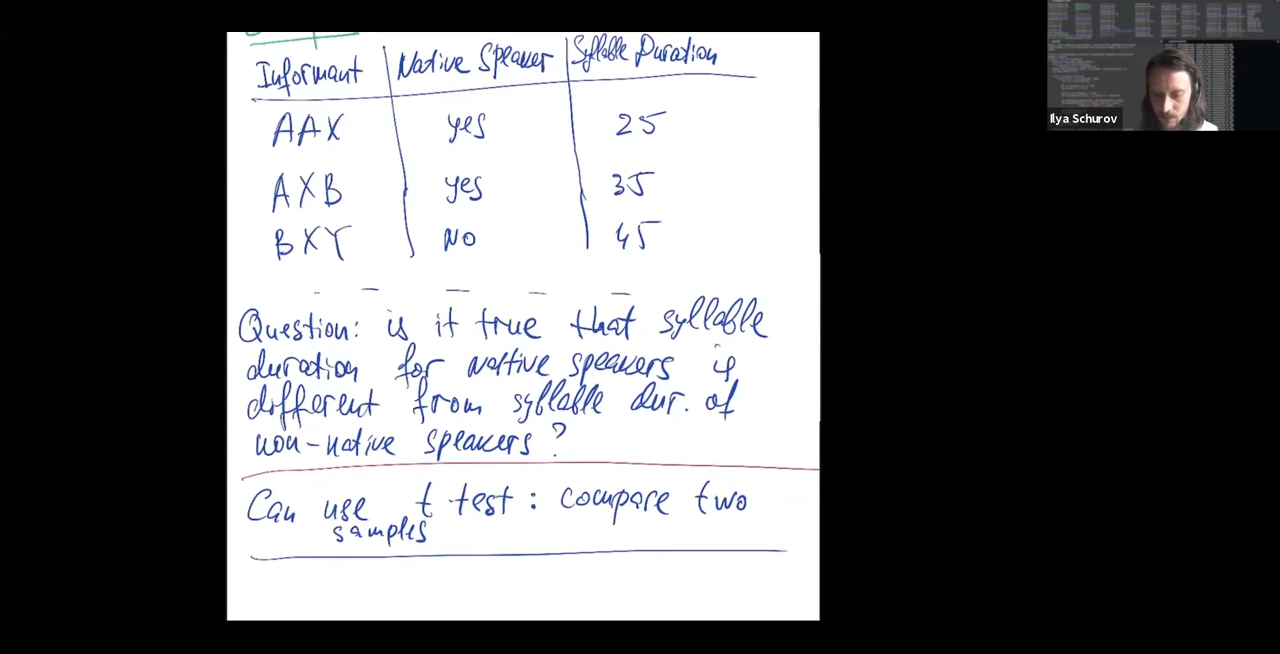 Informant Native Speaker Syllable Duration
AAX yes 25
AXB yes 35
BXY NO 45
Question: is it true that syllable
duration for native speakers is
different from syllable dur. of
non-native speakers?
Can use t test: compare two
samples
Ilya Schurov